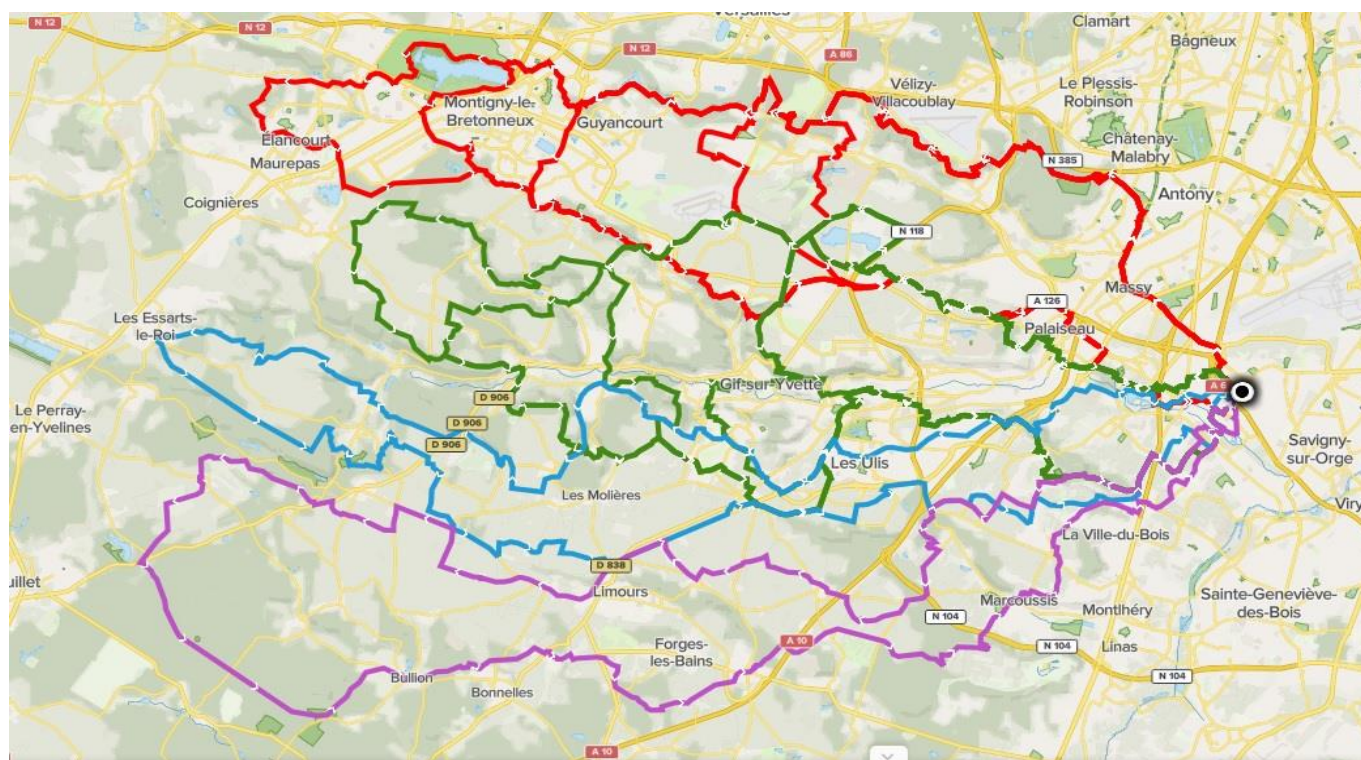 Versailles
Clamart
N 12
N 12
N 12
A 86
Bagneux
Vélizy-
Villacoublay
Le Plessis-
Robinson
Montigny-le-
Bretonneux
Guyancourt
Châtenay-
Malabry
Élancourt
Maurepas
N 385
Antony
Coignières
N 118
Massy
A 126
Palaiseau
Les Essarts-
le-Roi
Gif-sur-Yvette
A 6
D 906
Le Perray-
en-Yvelines
D 906
D 906
Savigny-
sur-Orge
Les Ulis
Les Molières
Viry
La Ville-du-Bois
D 838
uillet
Limours
Marcoussis
Montlhéry
Sainte-Geneviève-
des-Bois
N 104
Forges-
les-Bains
A 10
N 104
Linas
N 104
Bullion
Bonnelles
A 10